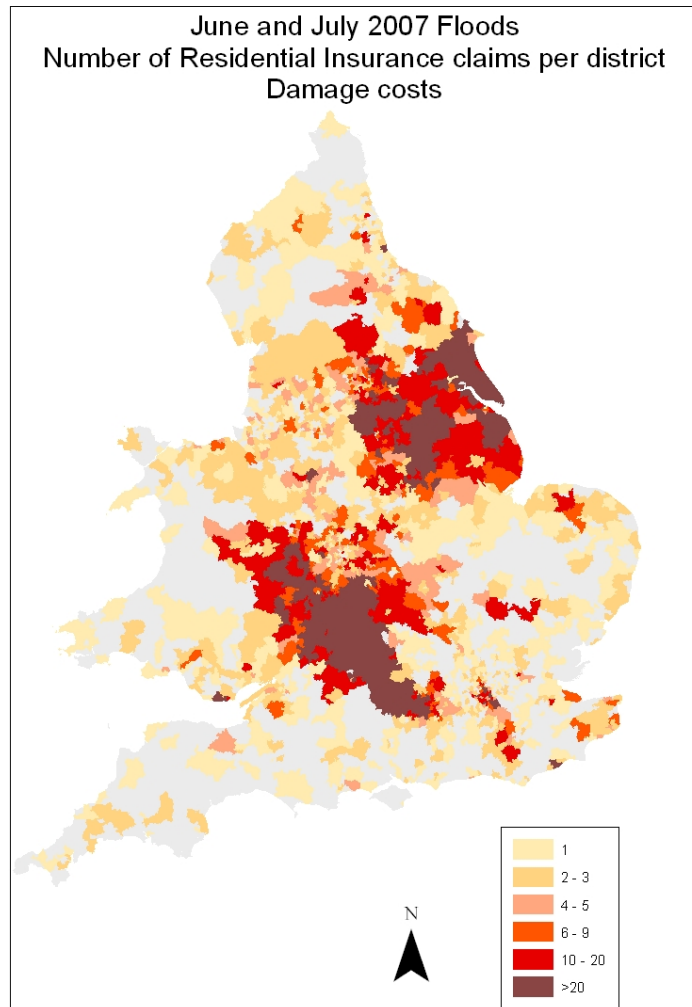 June and July 2007 Floods
Number of Residential Insurance claims per district
Damage costs
N
1
2 - 3
4 - 5
6 - 9
10 - 20
>20